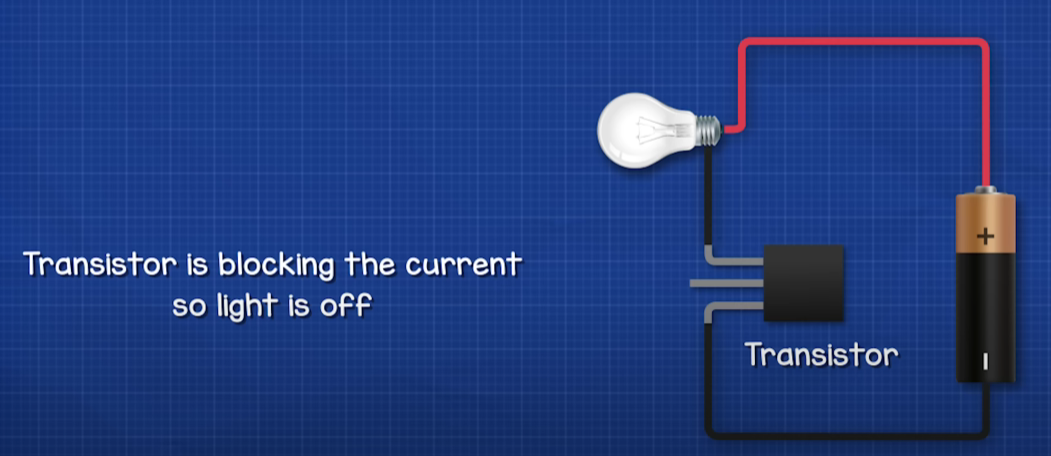 Transistor is blocking the current
so light is off
Transistor
+
-